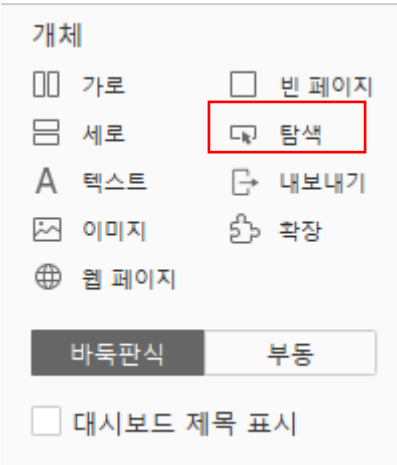 개체
가로 빈 페이지
세로 탐색
텍스트 내보내기
이미지 확장
웹 페이지
바둑판식 부동
대시보드 제목 표시